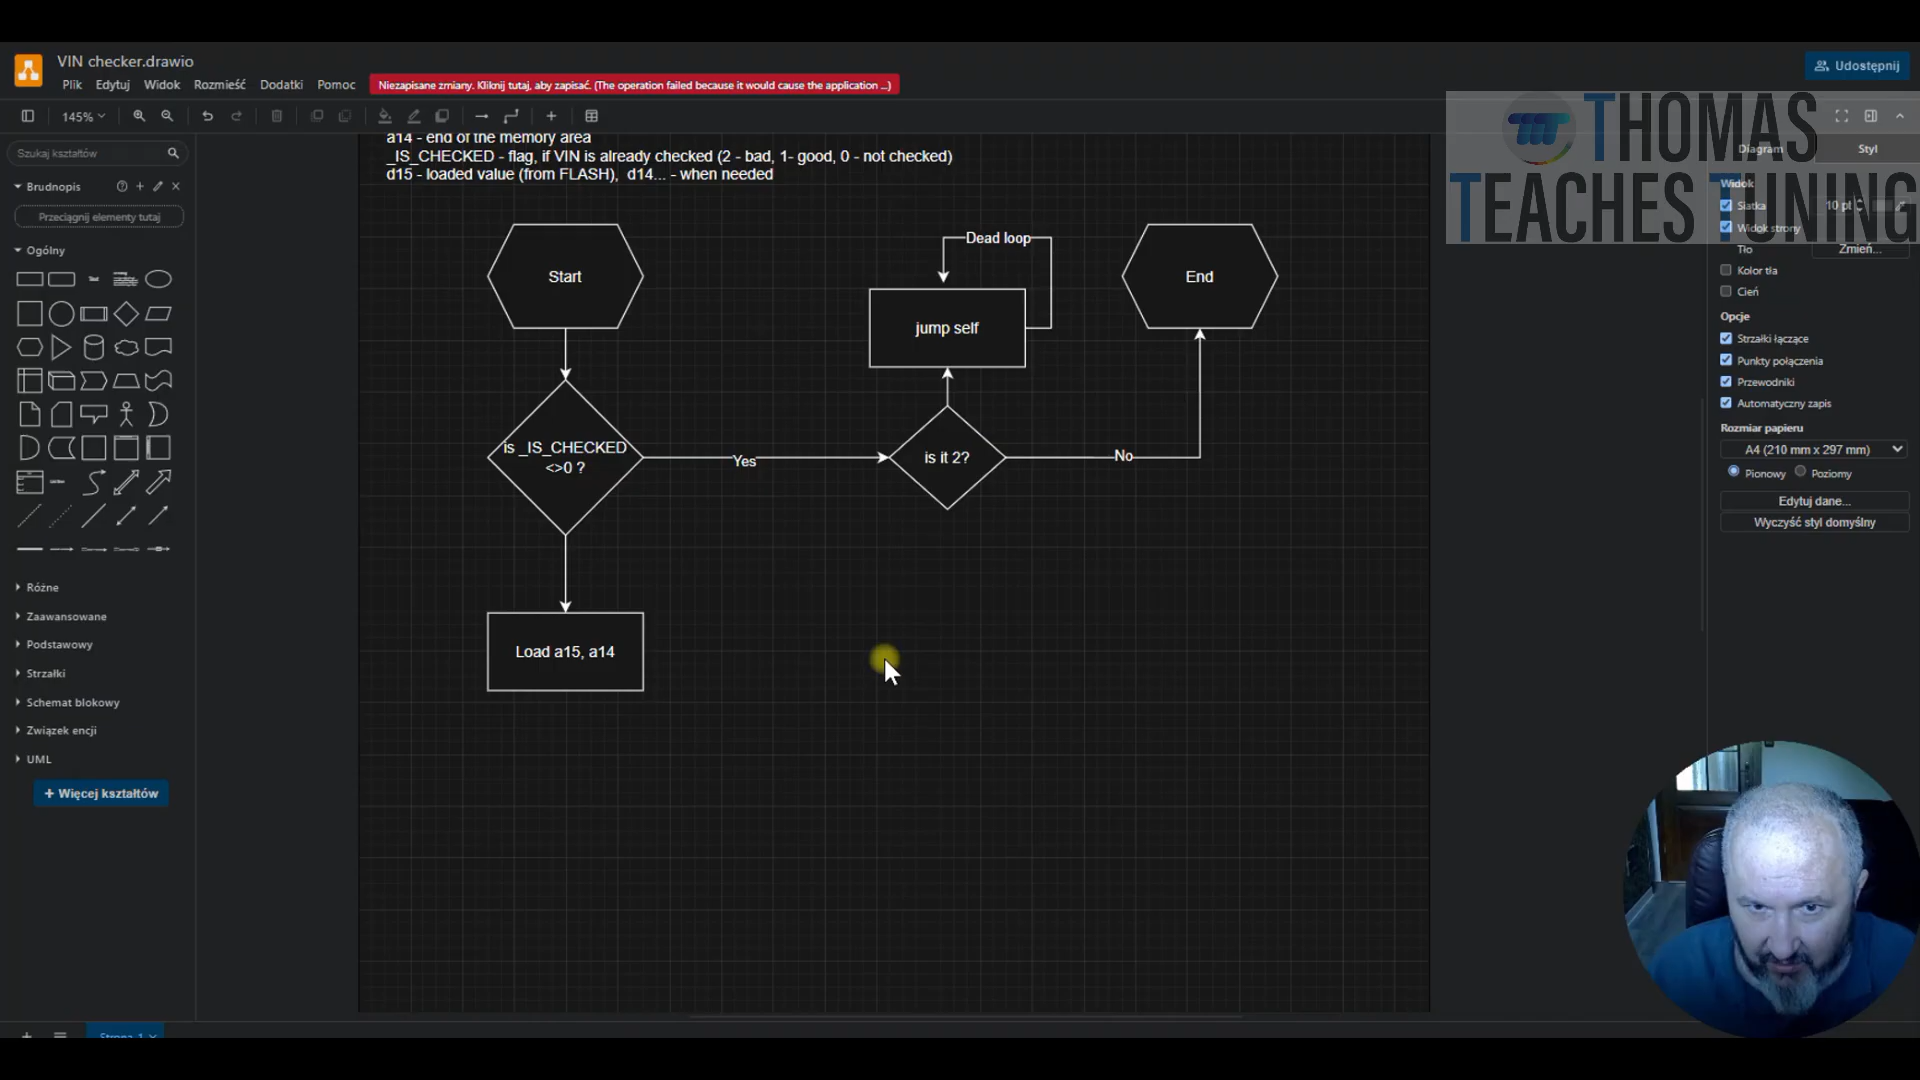 VIN checker.drawio
Plik Edytuj Widok Rozmieść Dodatki Pomoc
Niezapisane zmiany. Kliknij tutaj, aby zapisać. (The operation failed because it would cause the application ...)
Udostępnij
145%
THOMAS
TEACHES TUNING
Szukaj kształtów
Brudnopis
Przeciągnij elementy tutaj
Ogólny
Różne
Zaawansowane
Podstawowy
Strzałki
Schemat blokowy
Związek encji
UML
+ Więcej kształtów
Strona-1
a14 - end of the memory area
_IS_CHECKED - flag, if VIN is already checked (2 - bad, 1- good, 0 - not checked)
d15 - loaded value (from FLASH), d14... - when needed
Start
Dead loop
End
jump self
is _IS_CHECKED
<>0 ?
Yes
is it 2?
No
Load a15, a14
Diagram
Styl
Widok
Siatka
10 pt
Widok strony
Tło
Zmień...
Kolor tła
Cień
Opcje
Strzałki łączące
Punkty połączenia
Przewodniki
Automatyczny zapis
Rozmiar papieru
A4 (210 mm x 297 mm)
Pionowy Poziomy
Edytuj dane...
Wyczyść styl domyślny